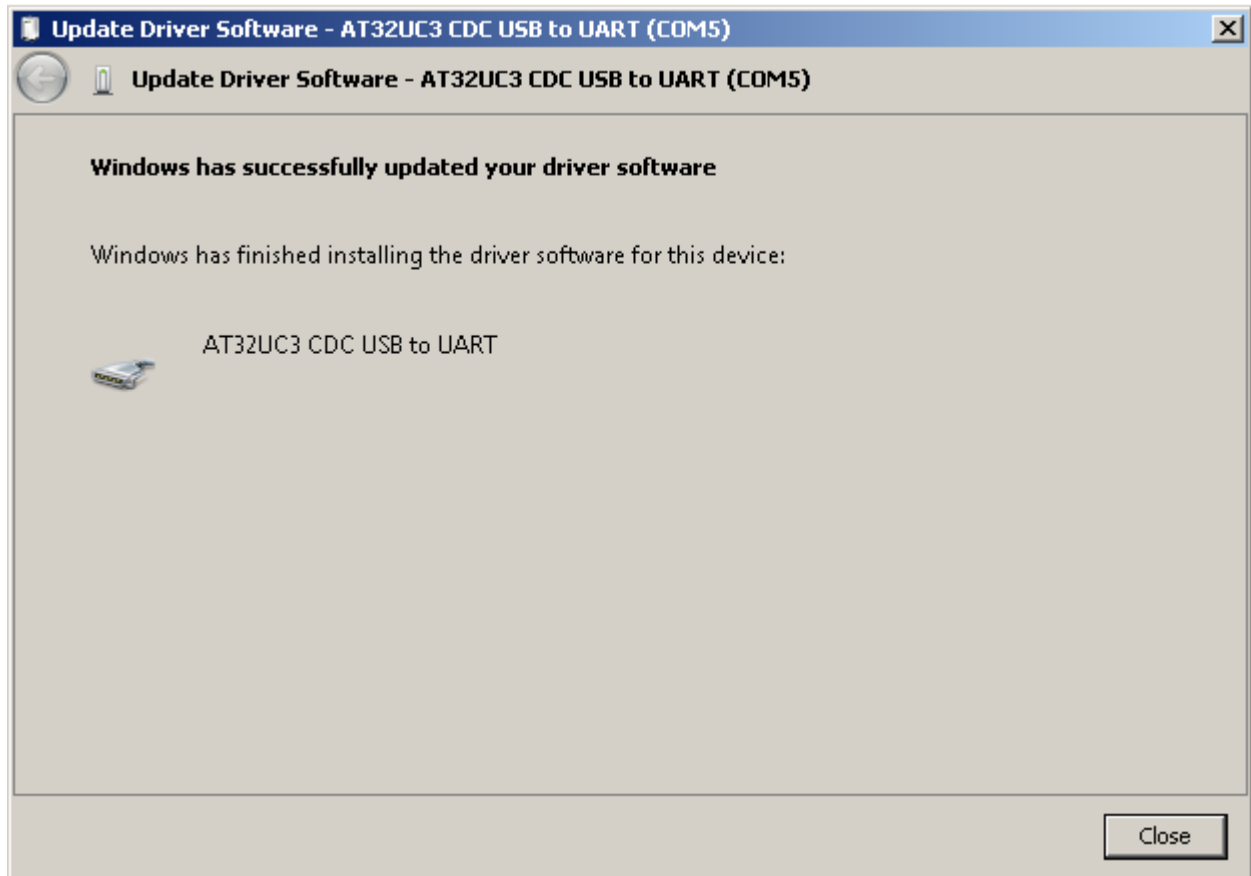 Update Driver Software - AT32UC3 CDC USB to UART (COM5)
Update Driver Software - AT32UC3 CDC USB to UART (COM5)
Windows has successfully updated your driver software
Windows has finished installing the driver software for this device:
AT32UC3 CDC USB to UART
Close